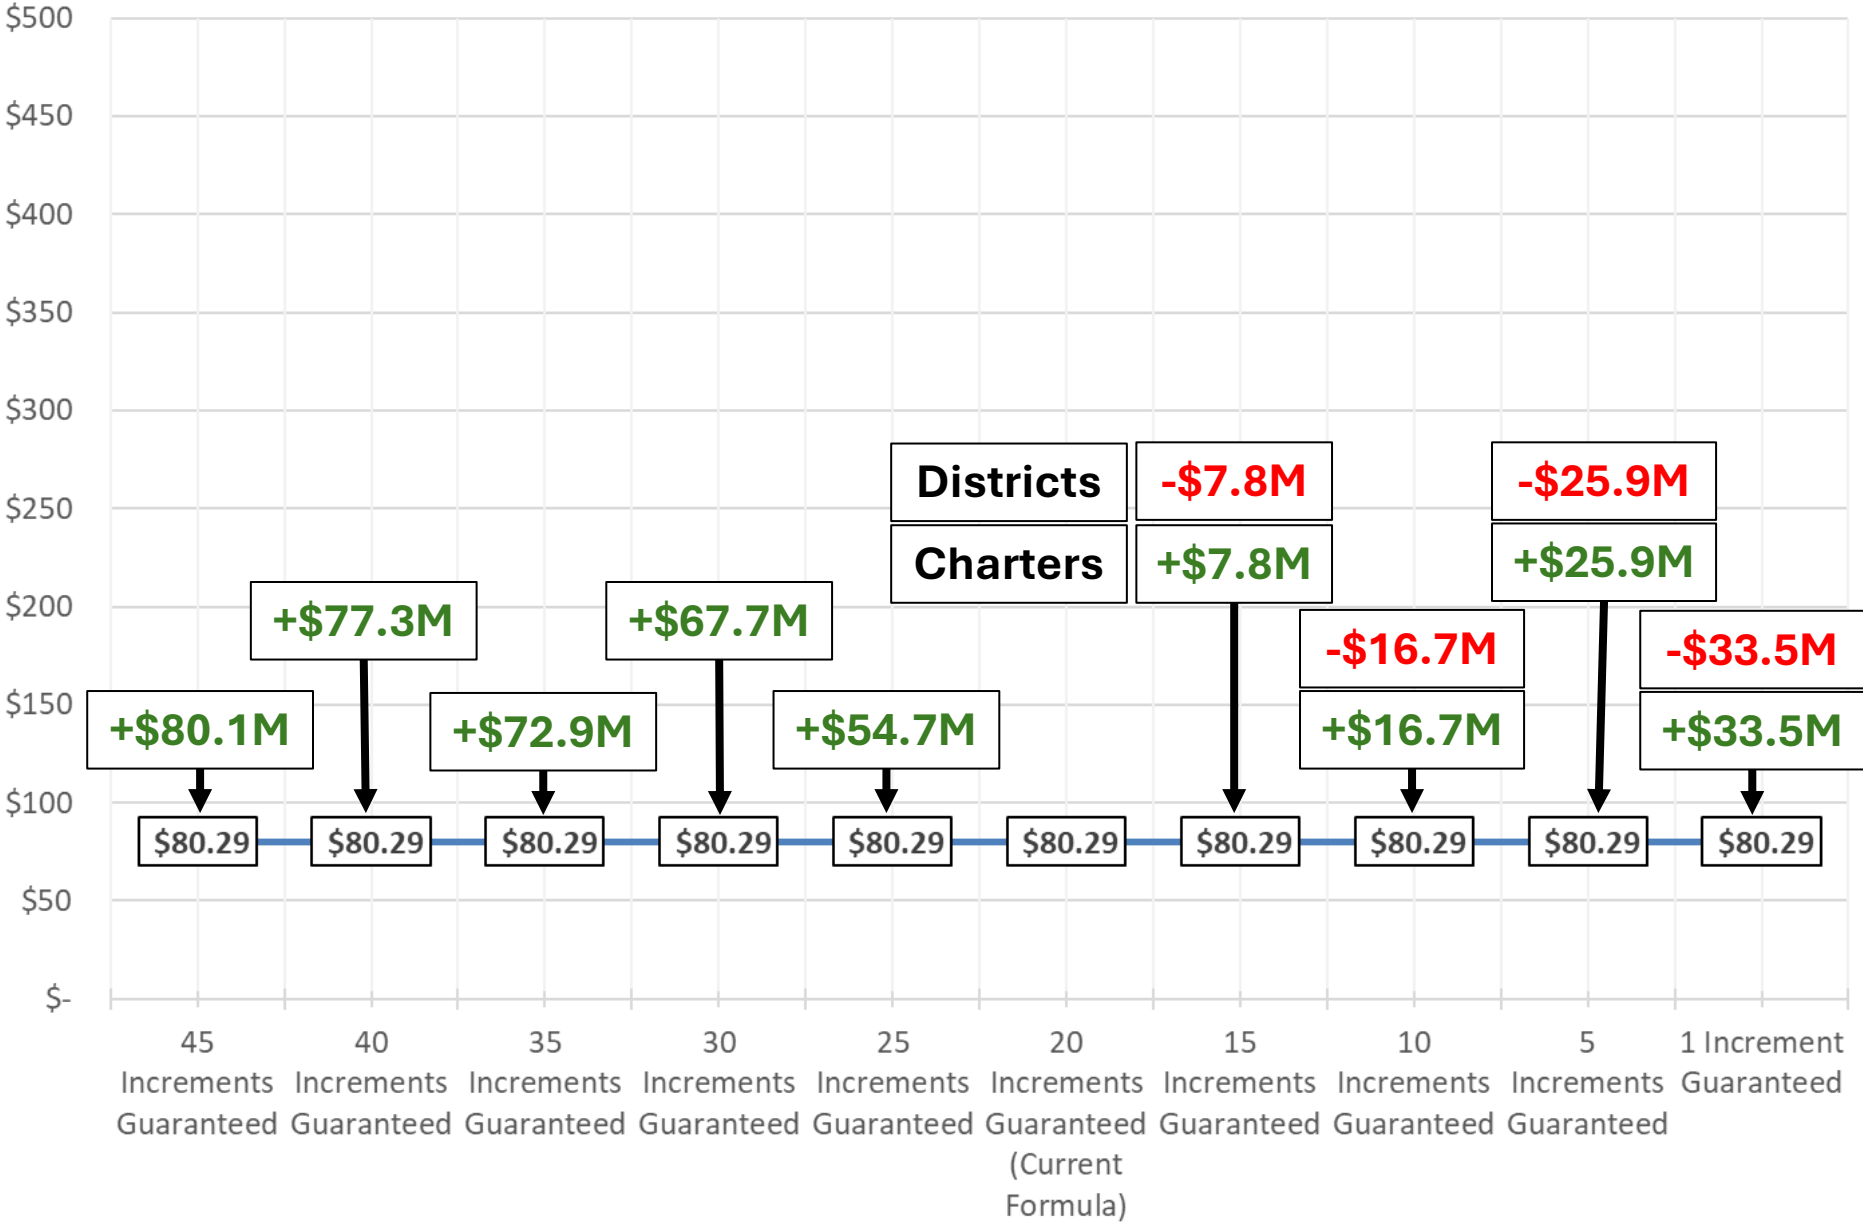 $500
$450
$400
$350
$300
$250
$200
$150
$100
$50
$-
Districts
-$7.8M
-$25.9M
Charters
+$7.8M
+$25.9M
+$77.3M
+$67.7M
-$16.7M
-$33.5M
+$80.1M
+$72.9M
+$54.7M
+$16.7M
+$33.5M
$80.29
$80.29
$80.29
$80.29
$80.29
$80.29
$80.29
$80.29
$80.29
$80.29
45
Increments
Guaranteed
40
Increments
Guaranteed
35
Increments
Guaranteed
30
Increments
Guaranteed
25
Increments
Guaranteed
20
Increments
Guaranteed
(Current
Formula)
15
Increments
Guaranteed
10
Increments
Guaranteed
5
Increments
Guaranteed
1 Increment
Guaranteed